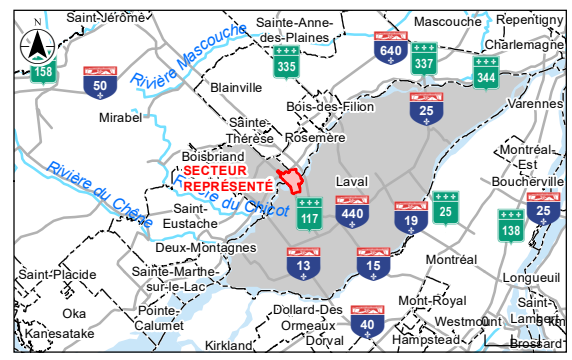 Saint-Jérôme
Mascouche
Repentigny
Sainte-Anne-
des-Plaines
Charlemagne
N
640
337
158
335
344
50
Rivière Mascouche
Blainville
Mirabel
Bois-des-Filion
25
Varennes
Sainte-
Thérèse
Rosemère
Montréal-
Est
Boisbriand
SECTEUR
REPRÉSENTÉ
Laval
Boucherville
Rivière du Chêne
Rivière du Chicot
117
440
19
25
25
138
Saint-
Eustache
Deux-Montagnes
Montréal
13
15
Saint-Placide
Sainte-Marthe-
sur-le-Lac
Longueuil
Oka
Pointe-
Calumet
Dollard-Des
Ormeaux
Mont-Royal
Saint-
Lambert
Westmount
Kanesatake
Kirkland
Dorval
40
Hampstead
Brossard